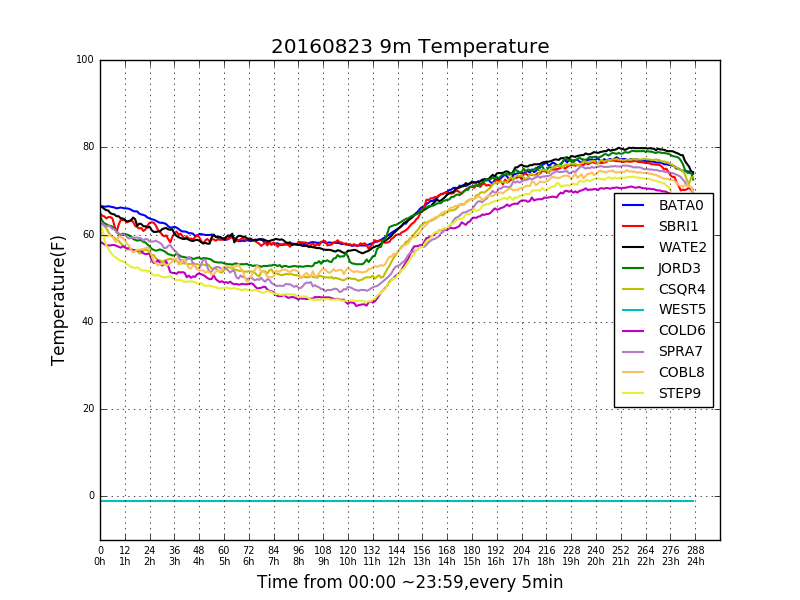 20160823 9m Temperature
100
80
60
40
20
0
Temperature(F)
BATA0
SBRI1
WATE2
JORD3
CSQR4
WEST5
COLD6
SPRA7
COBL8
STEP9
0 12 24 36 48 60 72 84 96 108 120 132 144 156 168 180 192 204 216 228 240 252 264 276 288
0h 1h 2h 3h 4h 5h 6h 7h 8h 9h 10h 11h 12h 13h 14h 15h 16h 17h 18h 19h 20h 21h 22h 23h 24h
Time from 00:00 ~23:59,every 5min